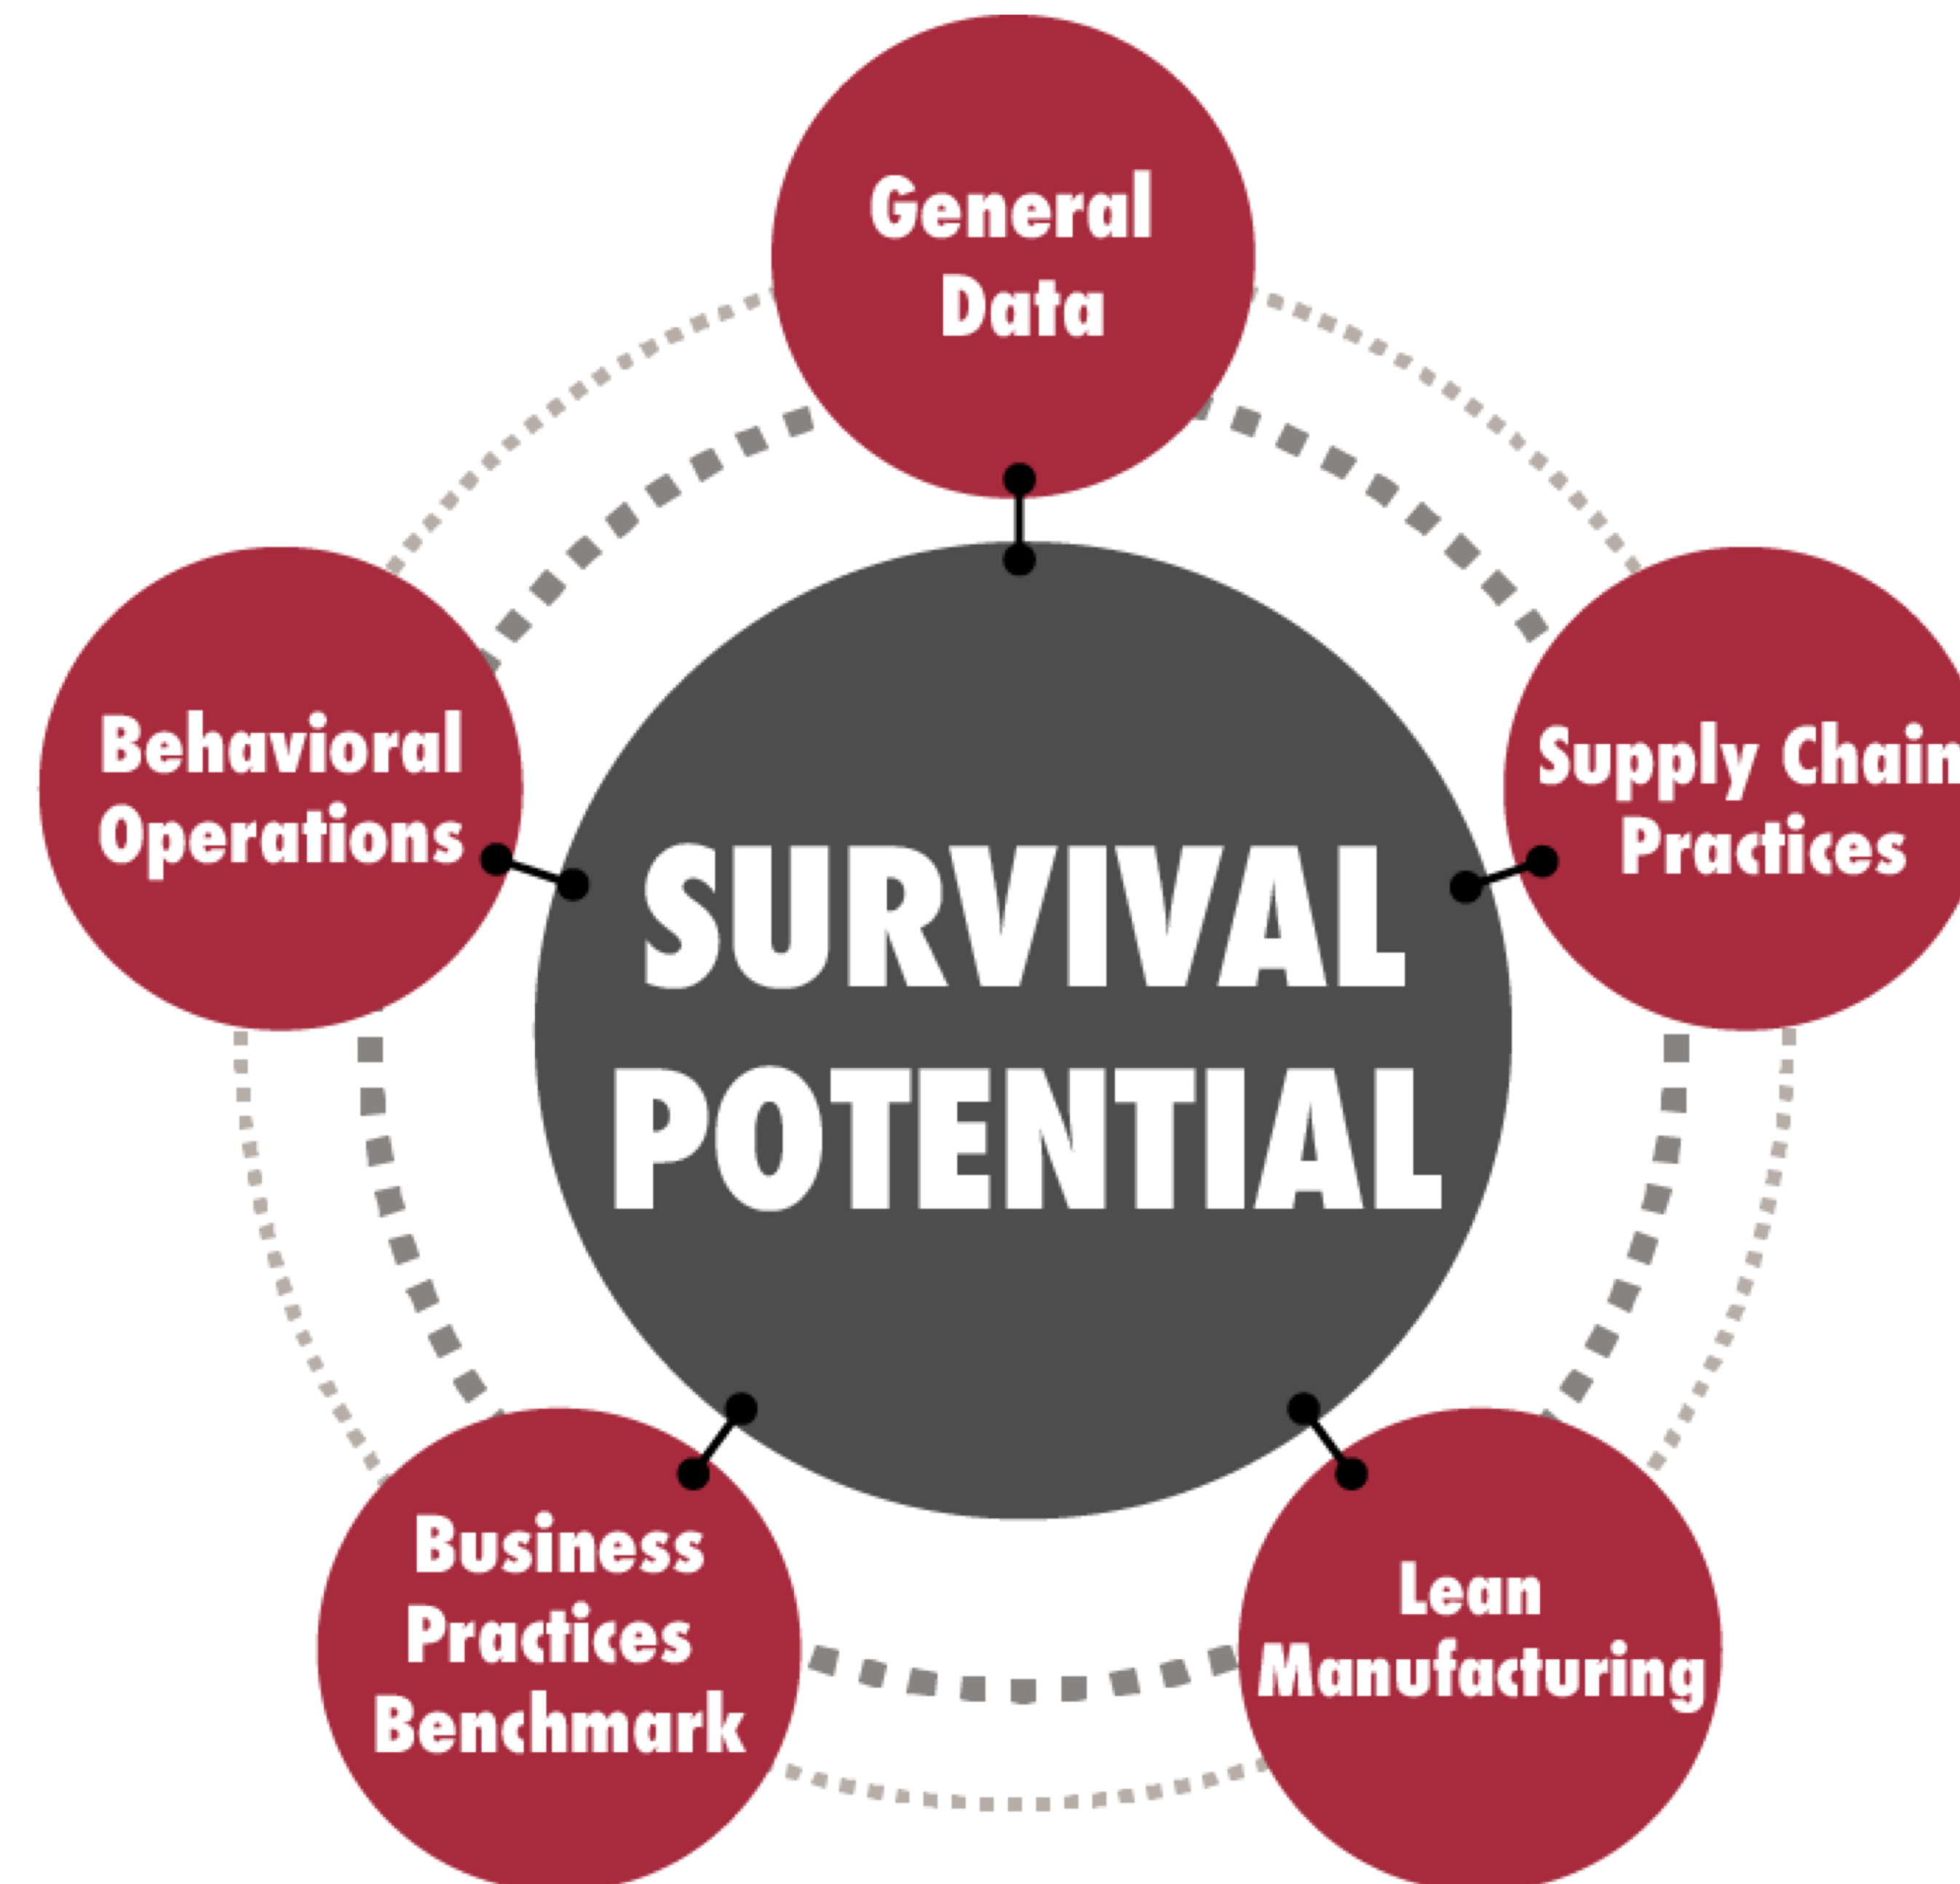 General
Data
Behavioral
Operations
Supply Chain
Practices
SURVIVAL
POTENTIAL
Business
Practices
Benchmark
Lean
Manufacturing